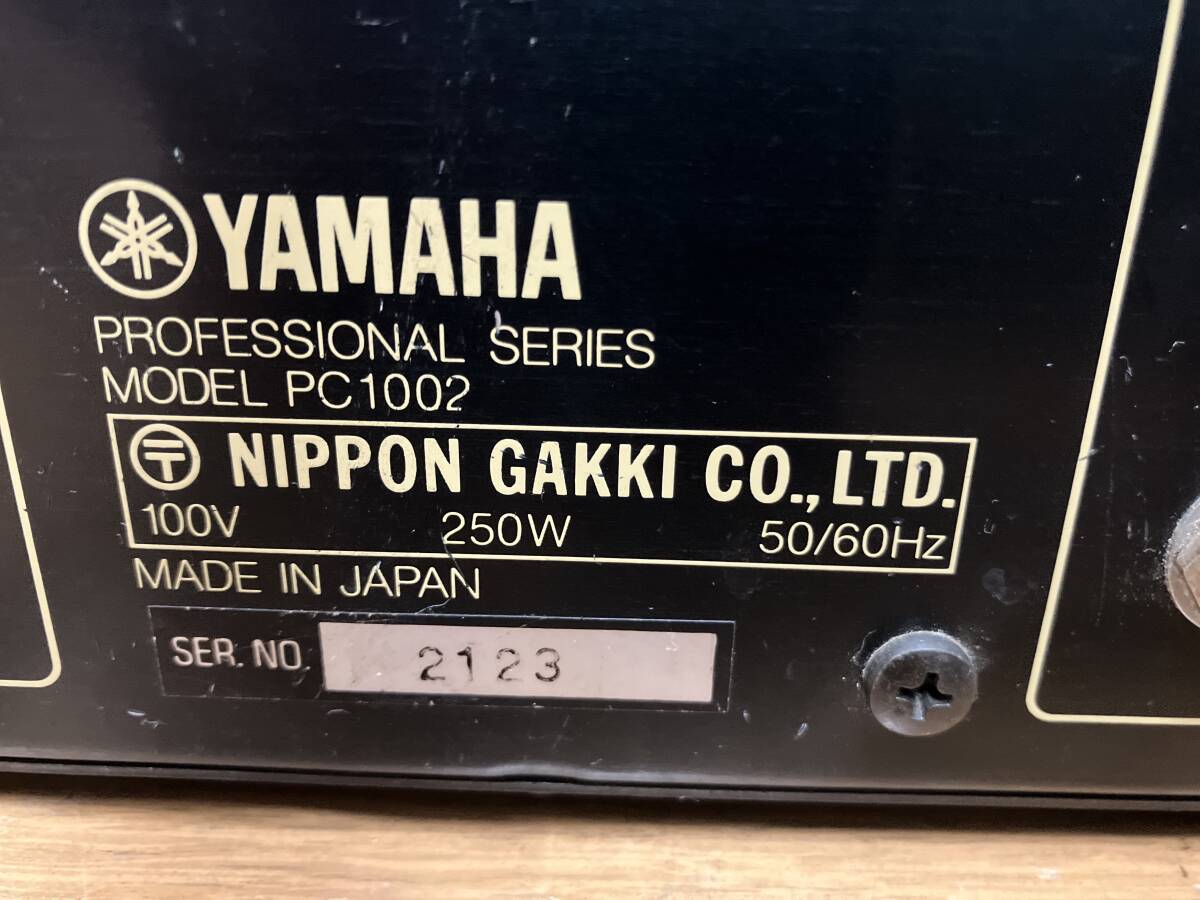 YAMAHA
PROFESSIONAL SERIES
MODEL PC1002
〒 NIPPON GAKKI CO., LTD.
100V 250W 50/60Hz
MADE IN JAPAN
SER. NO. 2123